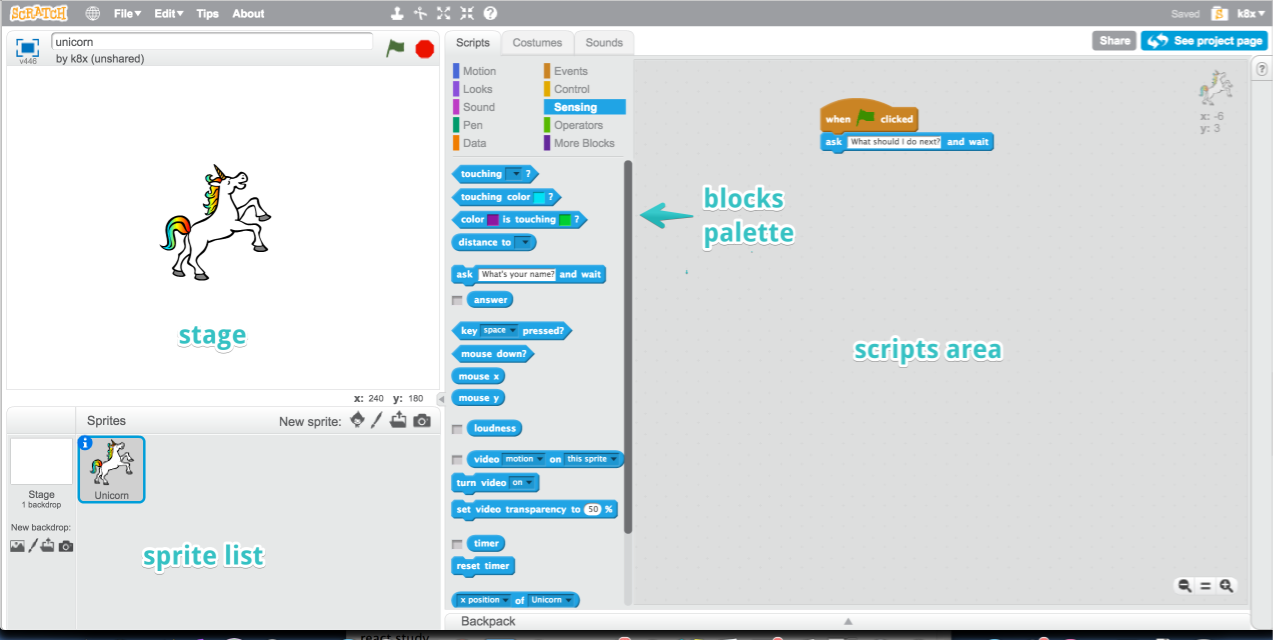 SCRATCH File▾ Edit▾ Tips About Saved S k8x▾
v446 unicorn
by k8x (unshared)
stage
x: 240 y: 180
Sprites New sprite:
Stage
1 backdrop
New backdrop:
i
Unicorn
sprite list
Scripts Costumes Sounds
Share See project page
Motion Events
Looks Control
Sound Sensing
Pen Operators
Data More Blocks
touching ▾ ?
touching color ?
color is touching ?
distance to ▾
ask What's your name? and wait
answer
key space ▾ pressed?
mouse down?
mouse x
mouse y
loudness
video motion ▾ on this sprite ▾
turn video on ▾
set video transparency to 50 %
timer
reset timer
x position ▾ of Unicorn ▾
blocks
palette
when clicked
ask What should I do next? and wait
x: -6
y: 3
?
scripts area
Backpack
react study